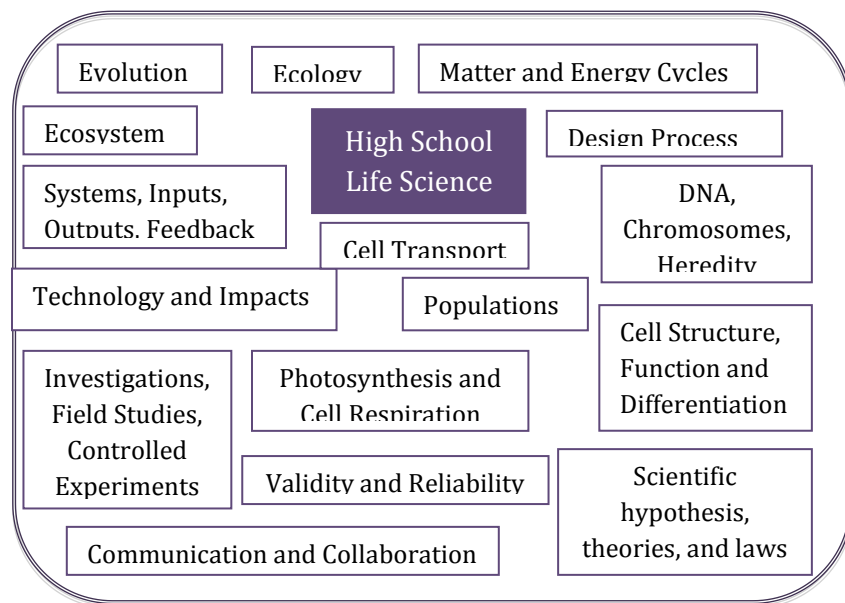 Evolution
Ecology
Matter and Energy Cycles
Ecosystem
High School
Life Science
Design Process
Systems, Inputs,
Outputs, Feedback
DNA,
Chromosomes,
Heredity
Cell Transport
Technology and Impacts
Populations
Cell Structure,
Function and
Differentiation
Investigations,
Field Studies,
Controlled
Experiments
Photosynthesis and
Cell Respiration
Validity and Reliability
Scientific
hypothesis,
theories, and laws
Communication and Collaboration